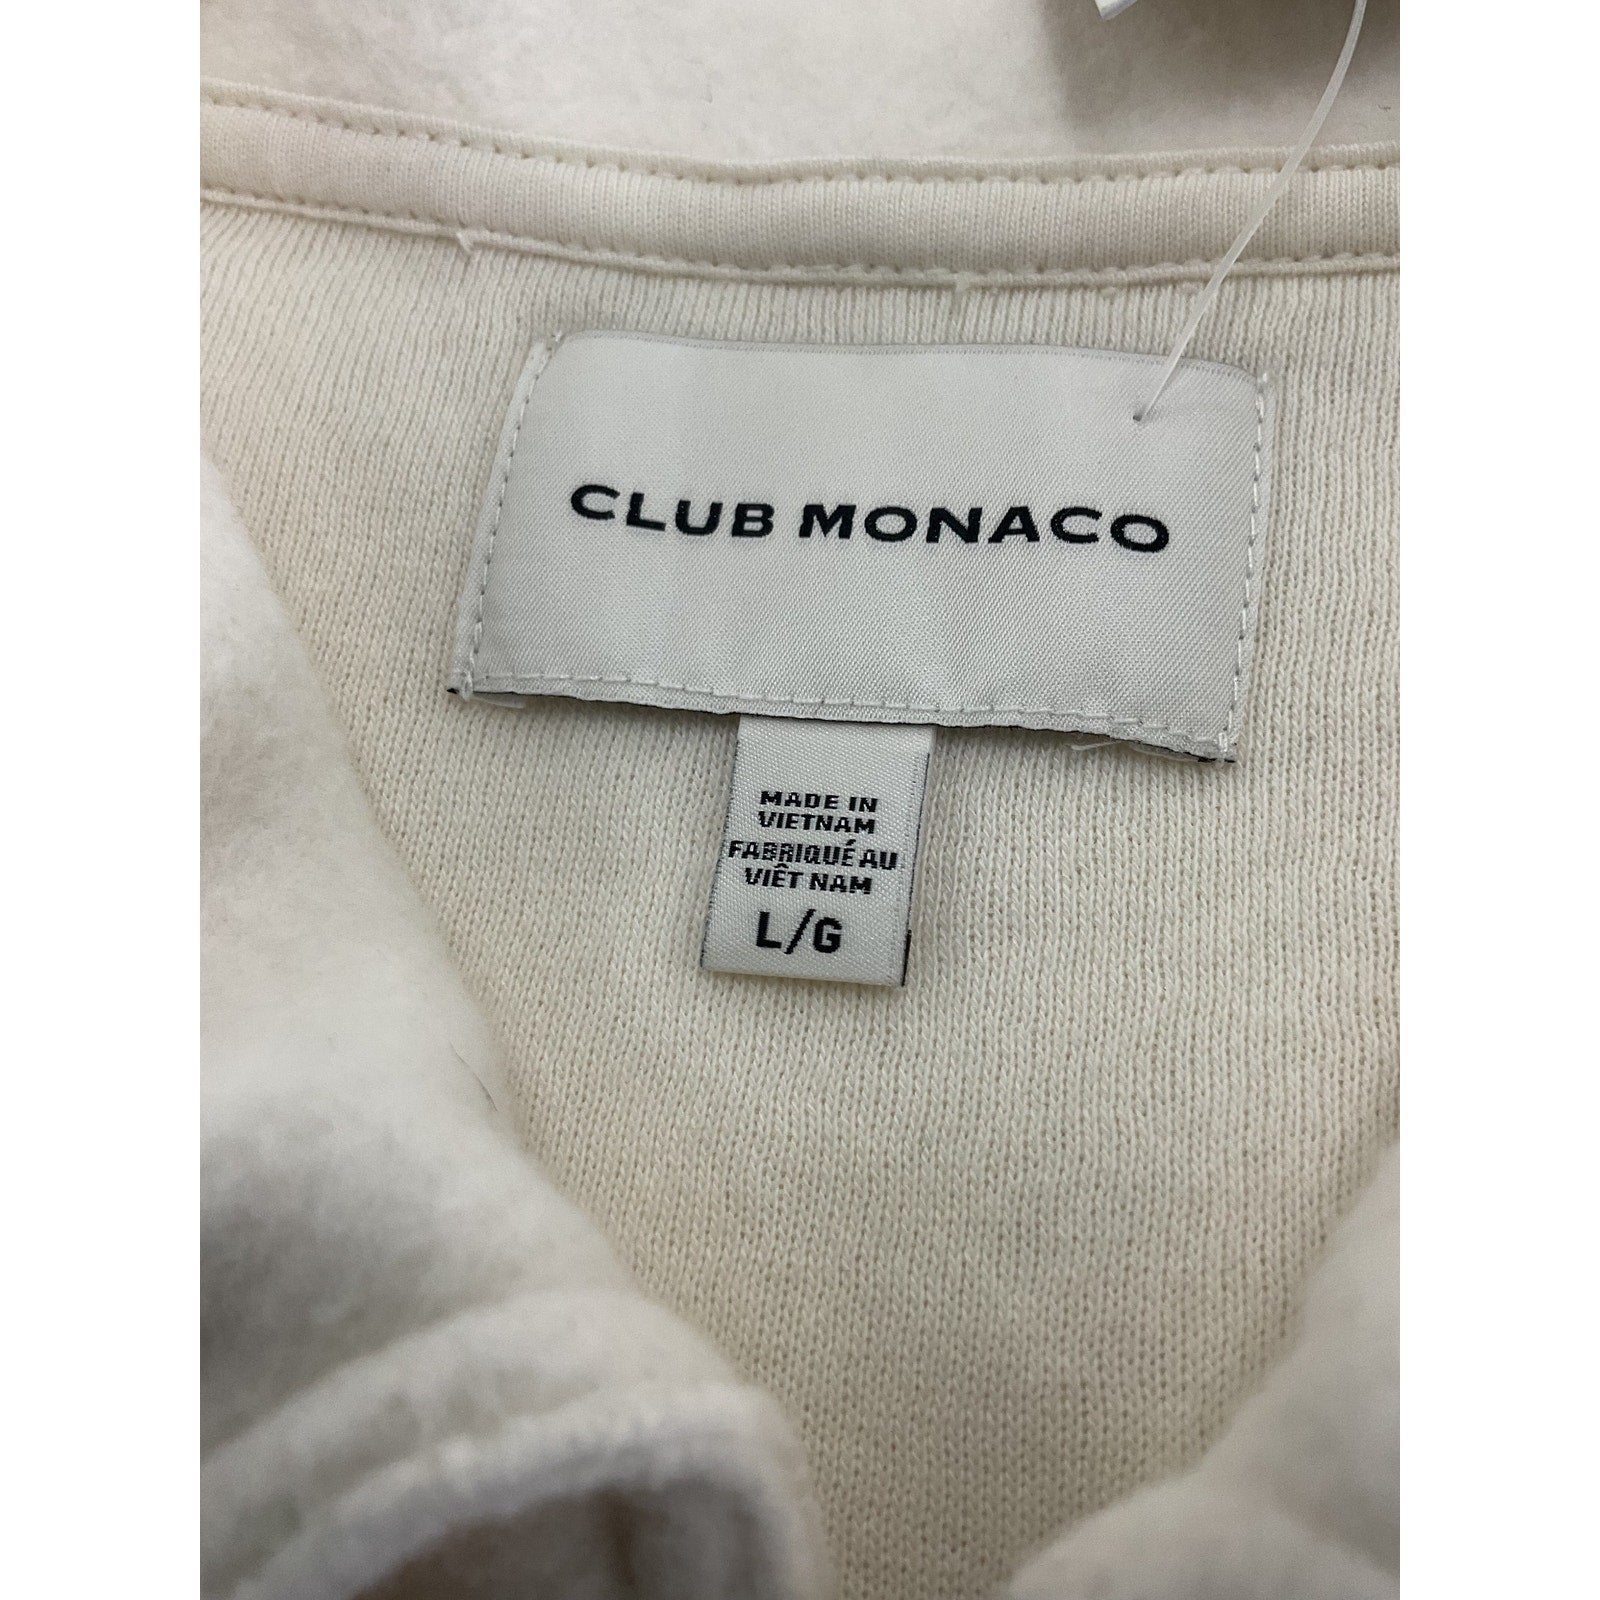 CLUB MONACO
MADE IN
VIETNAM
FABRIQUÉ AU
VIÊT NAM
L/G